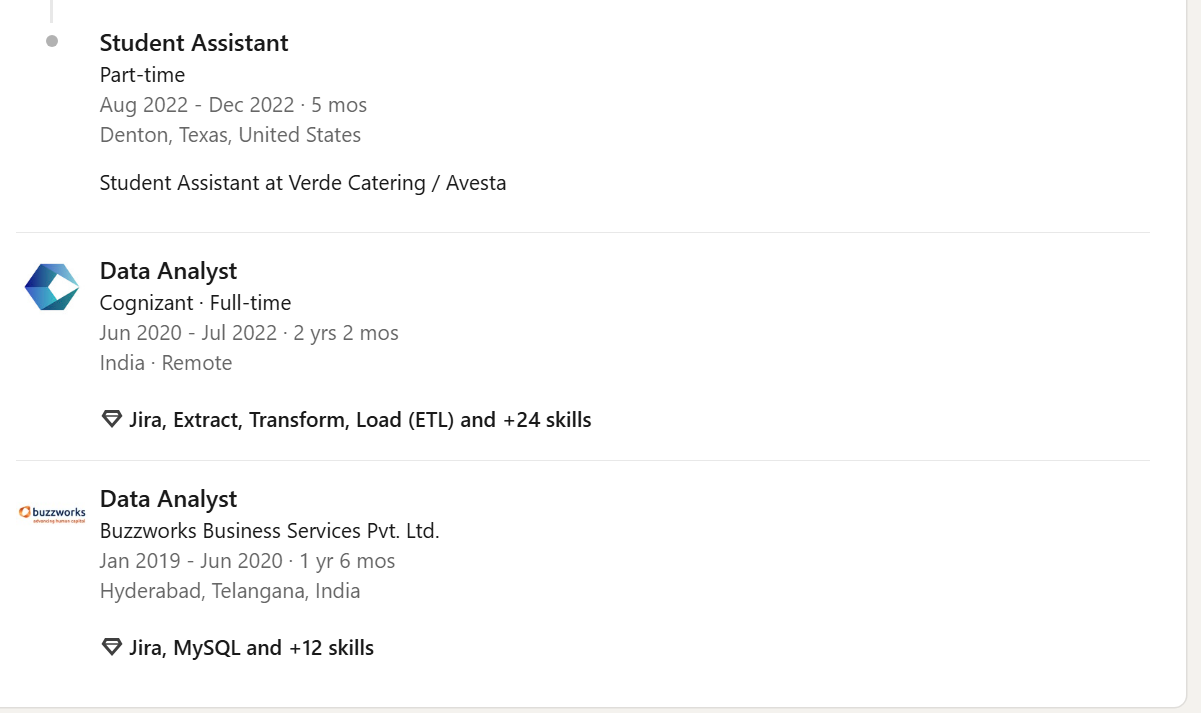 Student Assistant
Part-time
Aug 2022 - Dec 2022 · 5 mos
Denton, Texas, United States
Student Assistant at Verde Catering / Avesta
Data Analyst
Cognizant · Full-time
Jun 2020 - Jul 2022 · 2 yrs 2 mos
India · Remote
Jira, Extract, Transform, Load (ETL) and +24 skills
buzzworks
advancing human capital
Data Analyst
Buzzworks Business Services Pvt. Ltd.
Jan 2019 - Jun 2020 · 1 yr 6 mos
Hyderabad, Telangana, India
Jira, MySQL and +12 skills